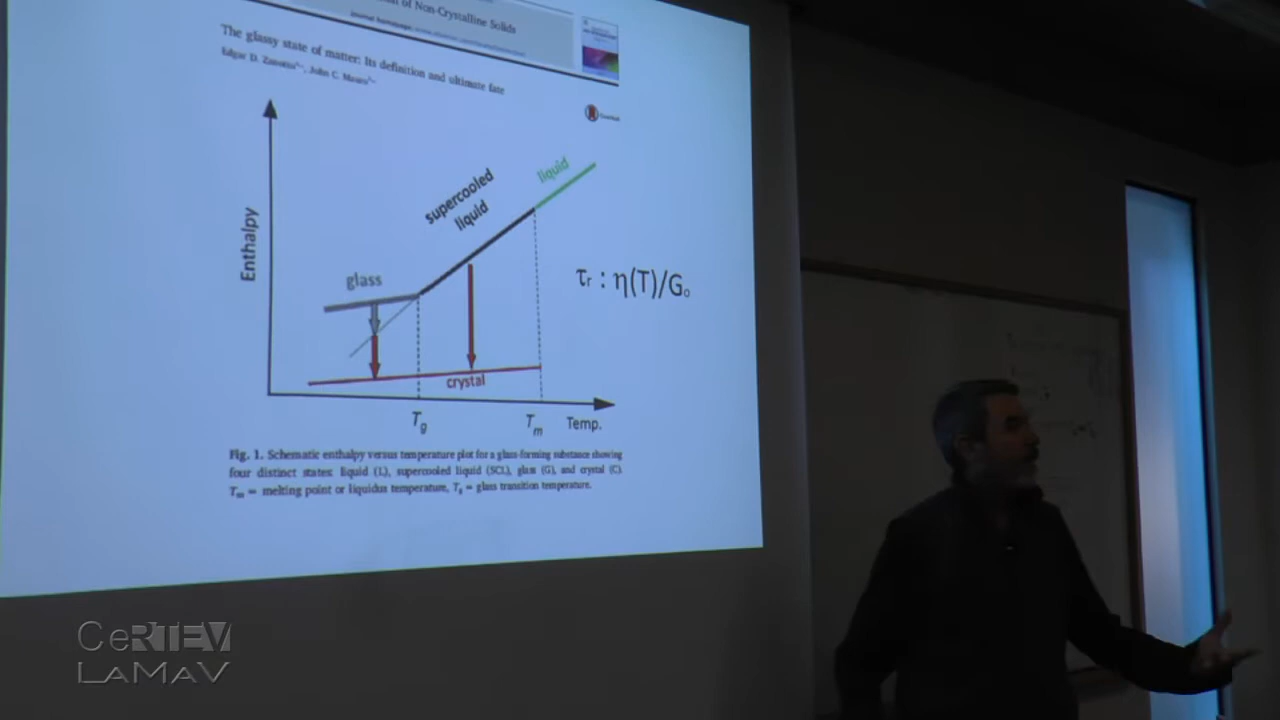 of Non-Crystalline Solids
journal homepage:
The glassy state of matter: Its definition and ultimate fate
Edgar D. Zanotto, John C. Mauro
Enthalpy
supercooled
liquid
liquid
glass
τr : η(T)/G₀
crystal
Tg
Tm
Temp.
Fig. 1. Schematic enthalpy versus temperature plot for a glass-forming substance showing
four distinct states: liquid (L), supercooled liquid (SCL), glass (G), and crystal (C).
Tm = melting point or liquidus temperature, Tg = glass transition temperature.
CeRTEV
LAMAV